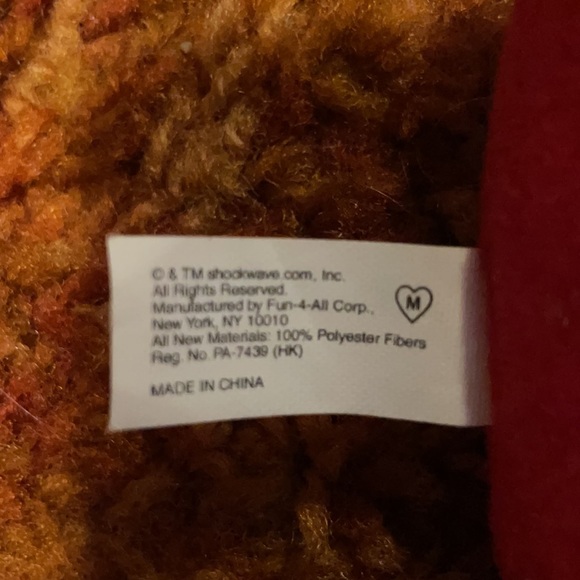 © & TM shockwave.com, Inc.
All Rights Reserved.
Manufactured by Fun-4-All Corp.,
New York, NY 10010
All New Materials: 100% Polyester Fibers
Reg. No. PA-7439 (HK)
MADE IN CHINA
M